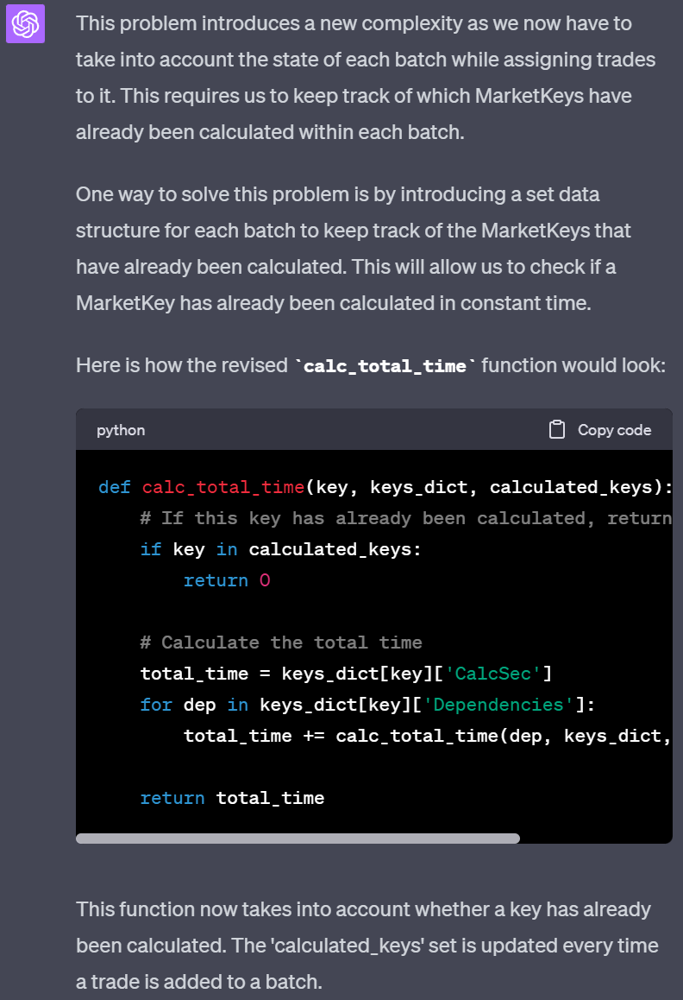 This problem introduces a new complexity as we now have to
take into account the state of each batch while assigning trades
to it. This requires us to keep track of which MarketKeys have
already been calculated within each batch.
One way to solve this problem is by introducing a set data
structure for each batch to keep track of the MarketKeys that
have already been calculated. This will allow us to check if a
MarketKey has already been calculated in constant time.
Here is how the revised `calc_total_time` function would look:
python
Copy code
def calc_total_time(key, keys_dict, calculated_keys):
    # If this key has already been calculated, return
    if key in calculated_keys:
        return 0
    # Calculate the total time
    total_time = keys_dict[key]['CalcSec']
    for dep in keys_dict[key]['Dependencies']:
        total_time += calc_total_time(dep, keys_dict,
    return total_time
This function now takes into account whether a key has already
been calculated. The 'calculated_keys' set is updated every time
a trade is added to a batch.